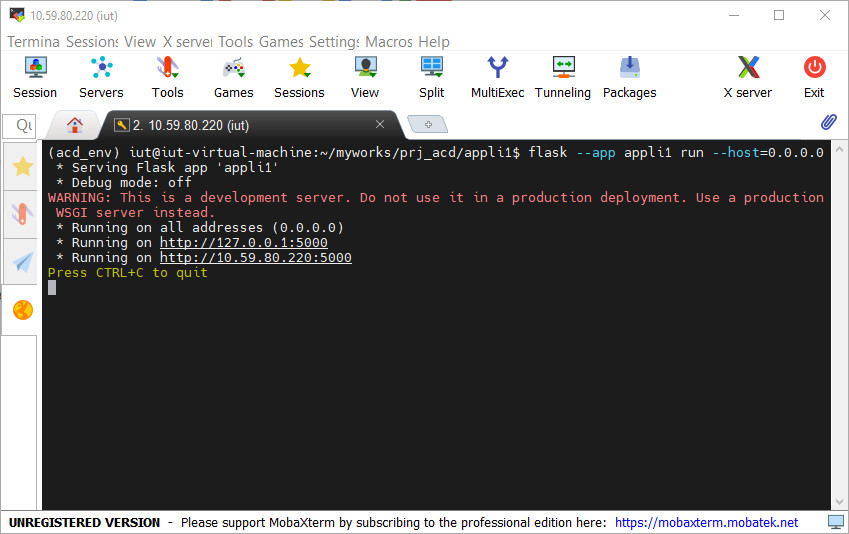 10.59.80.220 (iut)
Termina Sessions View X server Tools Games Settings Macros Help
Session Servers Tools Games Sessions View Split MultiExec Tunneling Packages X server Exit
Qu 2. 10.59.80.220 (iut)
(acd_env) iut@iut-virtual-machine:~/myworks/prj_acd/appli1$ flask --app appli1 run --host=0.0.0.0
* Serving Flask app 'appli1'
* Debug mode: off
WARNING: This is a development server. Do not use it in a production deployment. Use a production
WSGI server instead.
* Running on all addresses (0.0.0.0)
* Running on http://127.0.0.1:5000
* Running on http://10.59.80.220:5000
Press CTRL+C to quit
UNREGISTERED VERSION - Please support MobaXterm by subscribing to the professional edition here: https://mobaxterm.mobatek.net